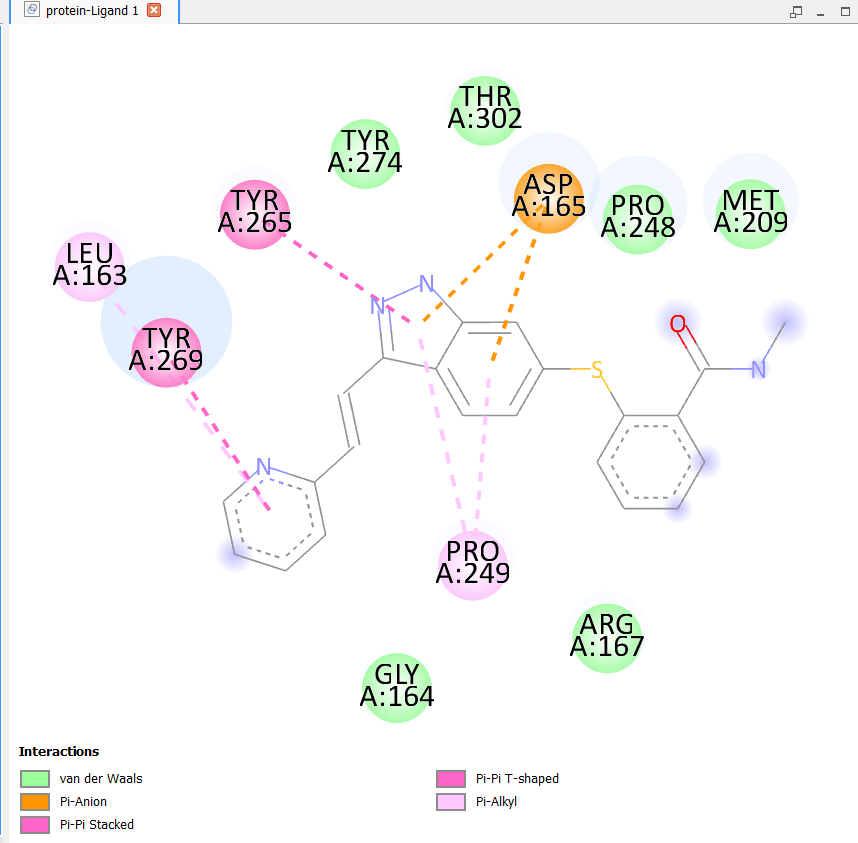 protein-Ligand 1
THR
A:302
TYR
A:274
ASP
A:165
TYR
A:265
PRO
A:248
MET
A:209
LEU
A:163
N
N
TYR
A:269
O
S
N
N
PRO
A:249
ARG
A:167
GLY
A:164
Interactions
van der Waals
Pi-Anion
Pi-Pi Stacked
Pi-Pi T-shaped
Pi-Alkyl